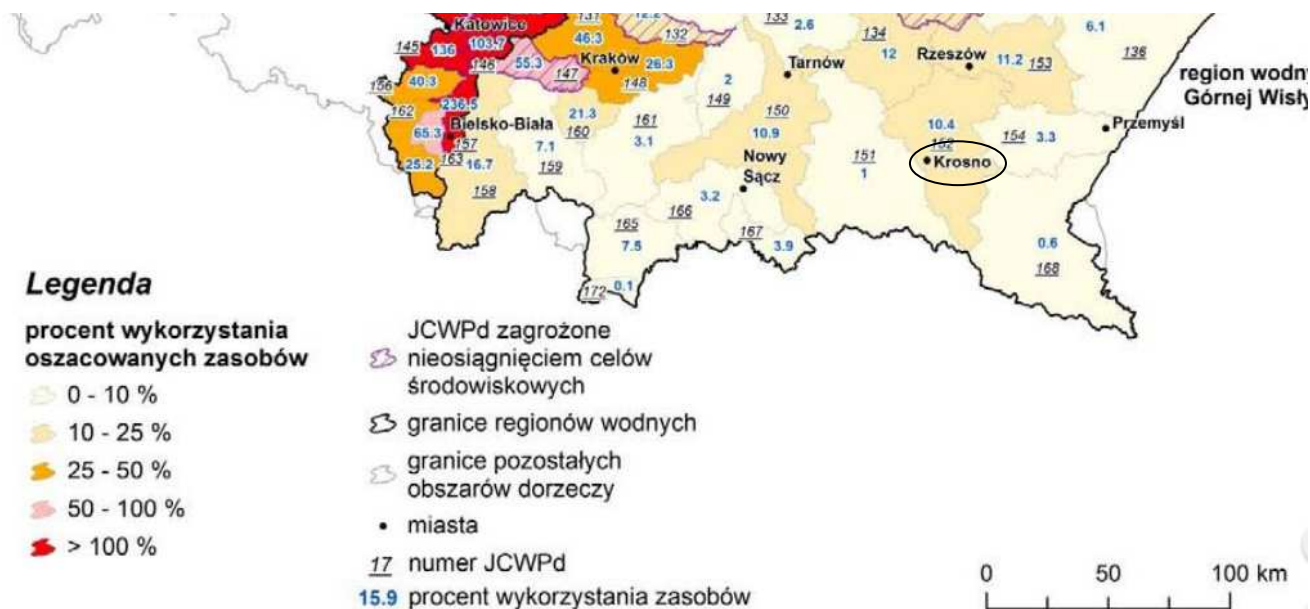 131
12.2
133
6.1
Katowice
132
2.6
134
145
136
103.7
46.3
12
Rzeszów
136
146
55.3
147
Kraków
26.3
Tarnów
11.2
153
156
40.3
148
2
region wodny
Górnej Wisły
162
236.5
149
150
Bielsko-Biała
21.3
161
10.4
154
3.3
Przemyśl
65.3
157
160
3.1
10.9
152
163
7.1
151
Krosno
25.2
16.7
159
Nowy
Sącz
1
158
3.2
166
165
167
7.5
3.9
0.6
168
172
0.1
Legenda
procent wykorzystania
oszacowanych zasobów
0 - 10 %
10 - 25 %
25 - 50 %
50 - 100 %
> 100 %
JCWPd zagrożone
nieosiągnięciem celów
środowiskowych
granice regionów wodnych
granice pozostałych
obszarów dorzeczy
miasta
17 numer JCWPd
15.9 procent wykorzystania zasobów
0 50 100 km